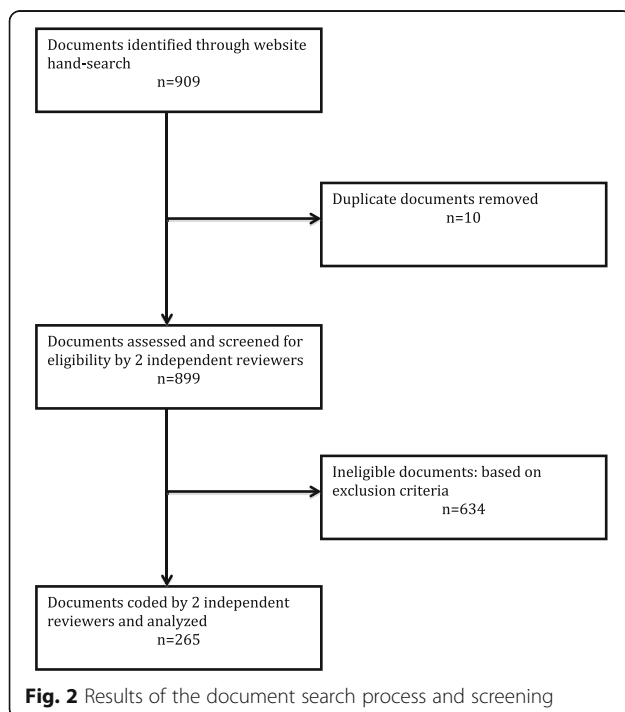 Documents identified through website
hand-search
n=909
Duplicate documents removed
n=10
Documents assessed and screened for
eligibility by 2 independent reviewers
n=899
Ineligible documents: based on
exclusion criteria
n=634
Documents coded by 2 independent
reviewers and analyzed
n=265
Fig. 2 Results of the document search process and screening